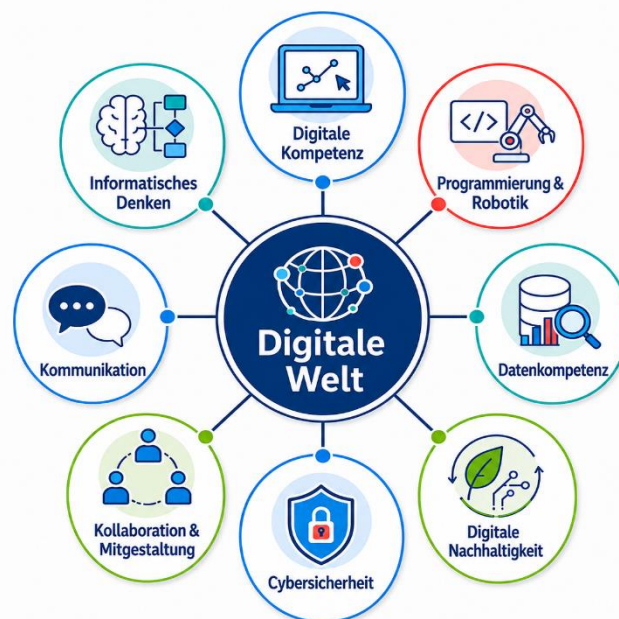 Digitale
Kompetenz
Informatisches
Denken
</>
Programmierung &
Robotik
Kommunikation
Digitale
Welt
Datenkompetenz
Kollaboration &
Mitgestaltung
Cybersicherheit
Digitale
Nachhaltigkeit